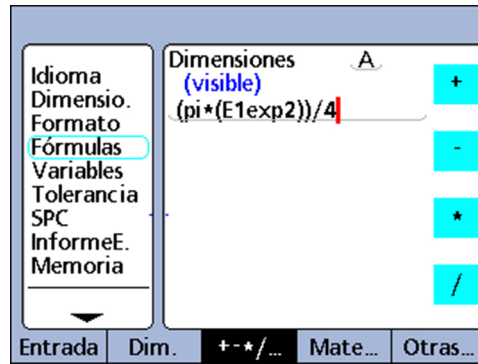 Idioma
Dimensio.
Formato
Fórmulas
Variables
Tolerancia
SPC
InformeE.
Memoria
Dimensiones A
(visible)
(pi*(E1exp2))/4
+
-
*
/
Entrada Dim. +-*/... Mate... Otras...